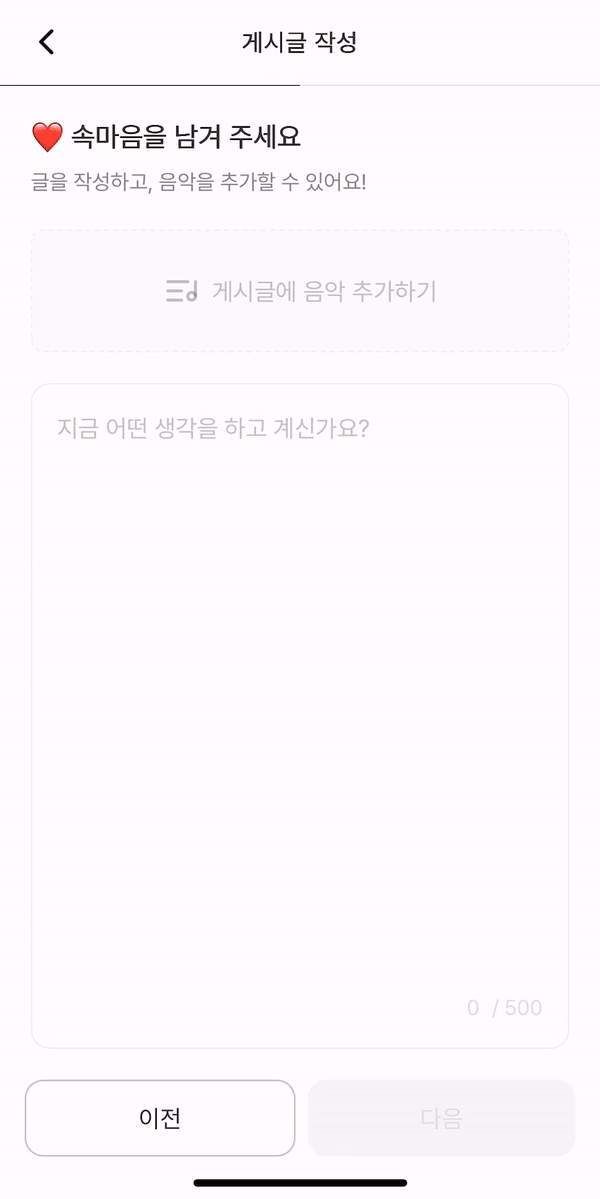 게시글 작성
❤️ 속마음을 남겨 주세요
글을 작성하고, 음악을 추가할 수 있어요!
게시글에 음악 추가하기
지금 어떤 생각을 하고 계신가요?
0 / 500
이전
다음